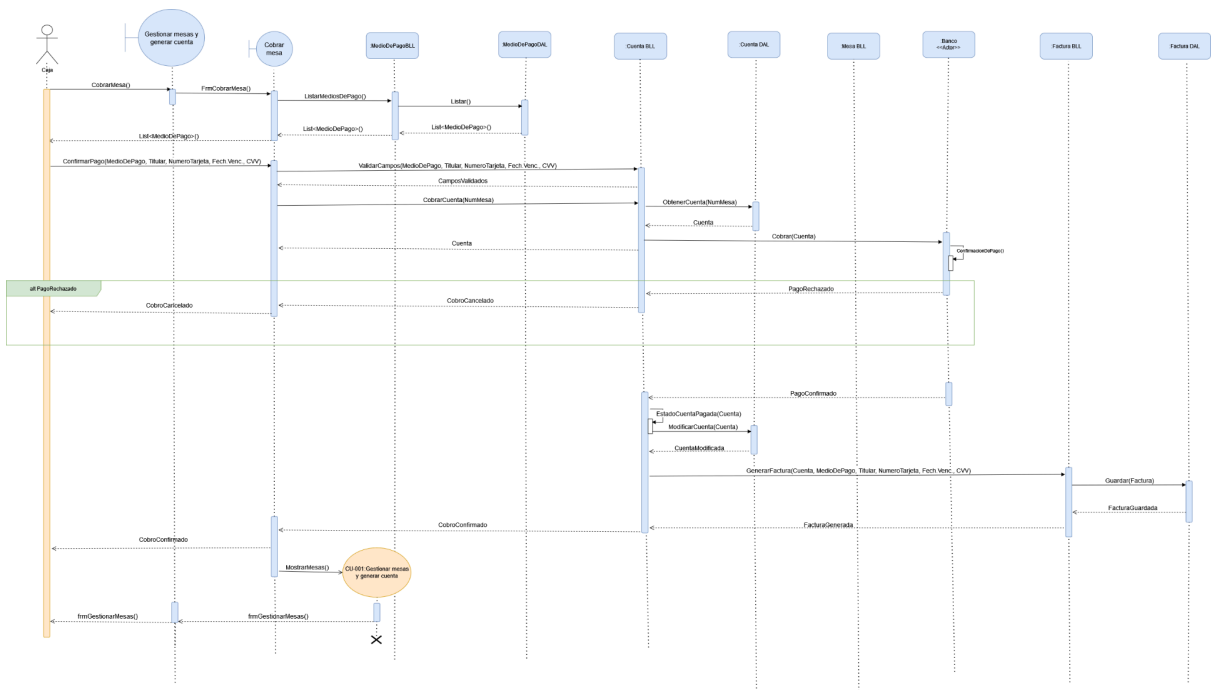 Gestionar mesas y
generar cuenta
Cobrar
mesa
:MedioDePagoBLL
:MedioDePagoDAL
:Cuenta BLL
:Cuenta DAL
:Mesa BLL
:Banco
<<Actor>>
:Factura BLL
:Factura DAL
Caja
CobrarMesa()
FrmCobrarMesa()
ListarMediosDePago()
Listar()
List<MedioDePago>()
List<MedioDePago>()
List<MedioDePago>()
ConfirmarPago(MedioDePago, Titular, NumeroTarjeta, Fech.Venc., CVV)
ValidarCampos(MedioDePago, Titular, NumeroTarjeta, Fech.Venc., CVV)
CamposValidados
CobrarCuenta(NumMesa)
ObtenerCuenta(NumMesa)
Cuenta
Cobrar(Cuenta)
Cuenta
ConfirmacionDePago()
alt PagoRechazado
PagoRechazado
CobroCancelado
CobroCancelado
PagoConfirmado
EstadoCuentaPagada(Cuenta)
ModificarCuenta(Cuenta)
CuentaModificada
GenerarFactura(Cuenta, MedioDePago, Titular, NumeroTarjeta, Fech.Venc., CVV)
Guardar(Factura)
FacturaGuardada
FacturaGenerada
CobroConfirmado
CobroConfirmado
MostrarMesas()
CU-001:Gestionar mesas
y generar cuenta
frmGestionarMesas()
frmGestionarMesas()